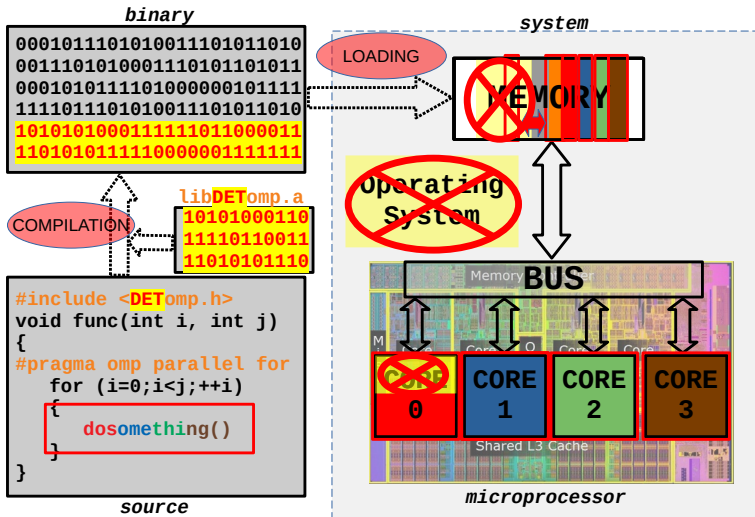 binary
0001011101010011101011010
0011101010001110101101011
0001010111101000000101111
1111011101010011101011010
1010101000111111011000011
1101010111110000001111111
system
LOADING
MEMORY
Operating
System
COMPILATION
libDETomp.a
10101000110
11110110011
11010101110
#include <DETomp.h>
void func(int i, int j)
{
#pragma omp parallel for
for (i=0;i<j;++i)
{
dosomething()
}
}
source
Memory
BUS
CORE
0
CORE
1
CORE
2
CORE
3
Shared L3 Cache
microprocessor